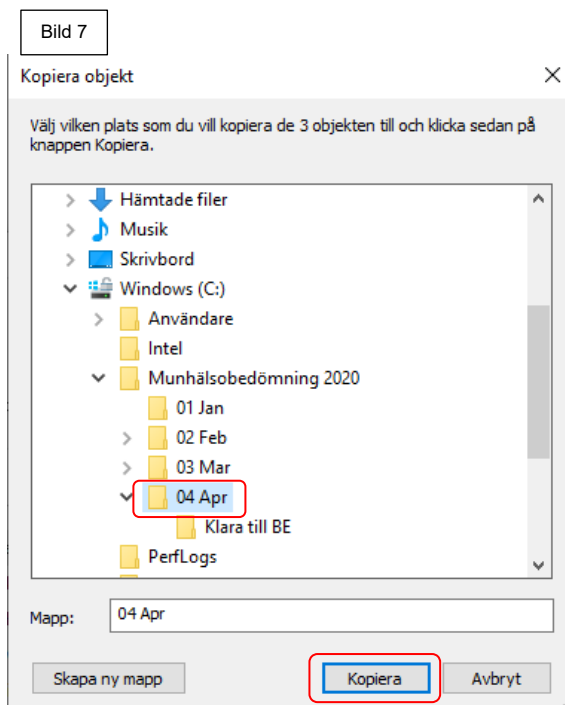 Bild 7
Kopiera objekt
Välj vilken plats som du vill kopiera de 3 objekten till och klicka sedan på
knappen Kopiera.
Hämtade filer
Musik
Skrivbord
Windows (C:)
Användare
Intel
Munhälsobedömning 2020
01 Jan
02 Feb
03 Mar
04 Apr
Klara till BE
PerfLogs
Mapp: 04 Apr
Skapa ny mapp Kopiera Avbryt